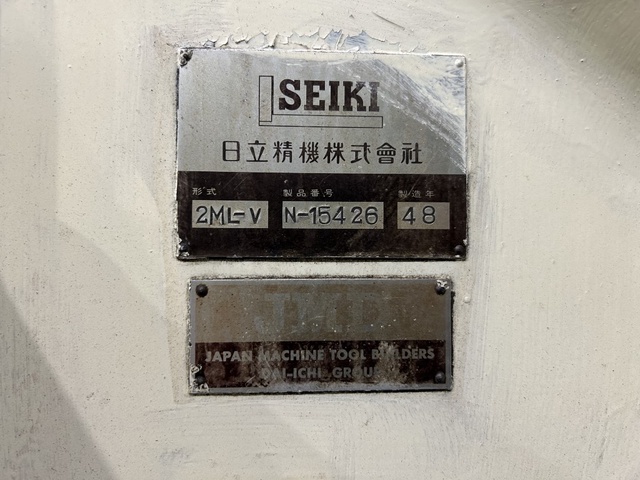 SEIKI
日立精機株式會社
形式 製品番号 製造年
2ML-V N-15426 48
JAPAN MACHINE TOOL BUILDERS
DAI-ICHI GROUP